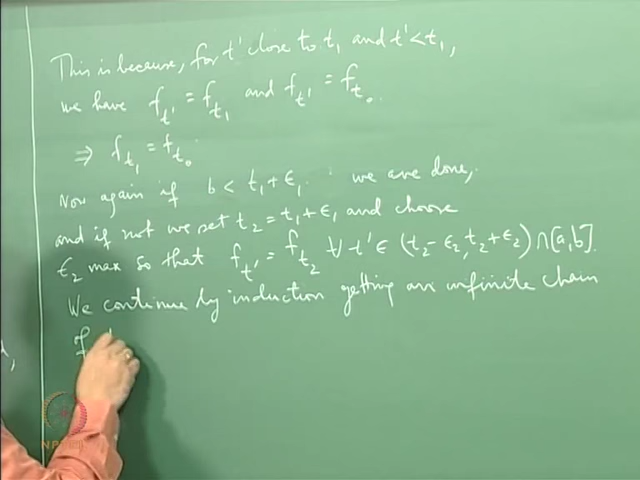 This is because, for t' close to t₁ and t' < t₁,
we have f_t' = f_t₁ and f_t' = f_t₀.
⇒ f_t₁ = f_t₀.
Now again if b < t₁ + ε₁. we are done,
and if not we set t₂ = t₁ + ε₁ and choose
ε₂ max so that f_t' = f_t₂ ∀ t' ∈ (t₂ - ε₂, t₂ + ε₂) ∩ [a, b].
We continue by induction getting an infinite chain
of